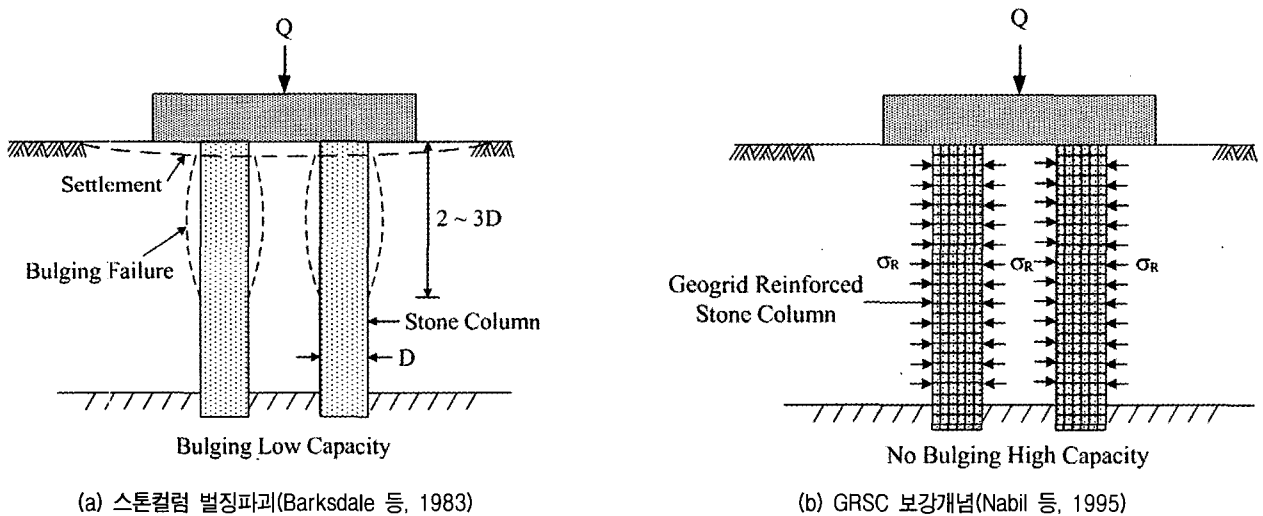 Q
Settlement
2 ~ 3D
Bulging Failure
Stone Column
D
Bulging Low Capacity
(a) 스톤컬럼 벌징파괴(Barksdale 등, 1983)
Q
σR
σR
σR
Geogrid Reinforced
Stone Column
No Bulging High Capacity
(b) GRSC 보강개념(Nabil 등, 1995)